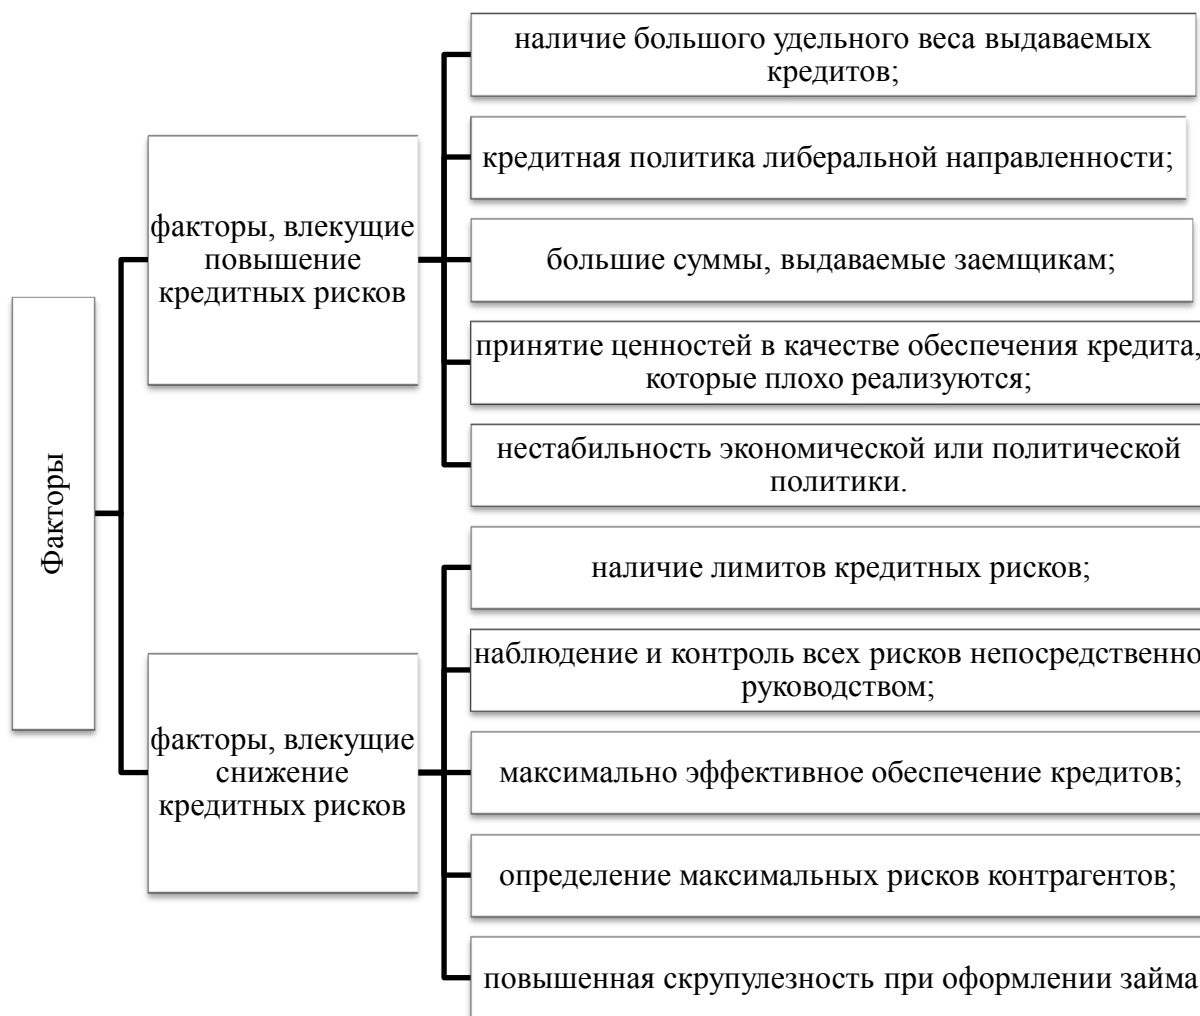 Факторы
факторы, влекущие
повышение
кредитных рисков
наличие большого удельного веса выдаваемых
кредитов;
кредитная политика либеральной направленности;
большие суммы, выдаваемые заемщикам;
принятие ценностей в качестве обеспечения кредита,
которые плохо реализуются;
нестабильность экономической или политической
политики.
факторы, влекущие
снижение
кредитных рисков
наличие лимитов кредитных рисков;
наблюдение и контроль всех рисков непосредственно
руководством;
максимально эффективное обеспечение кредитов;
определение максимальных рисков контрагентов;
повышенная скрупулезность при оформлении займа